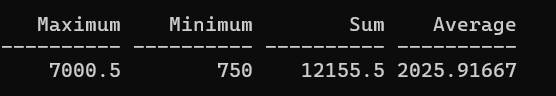 Maximum Minimum Sum Average
---------- ---------- ---------- ----------
7000.5 750 12155.5 2025.91667